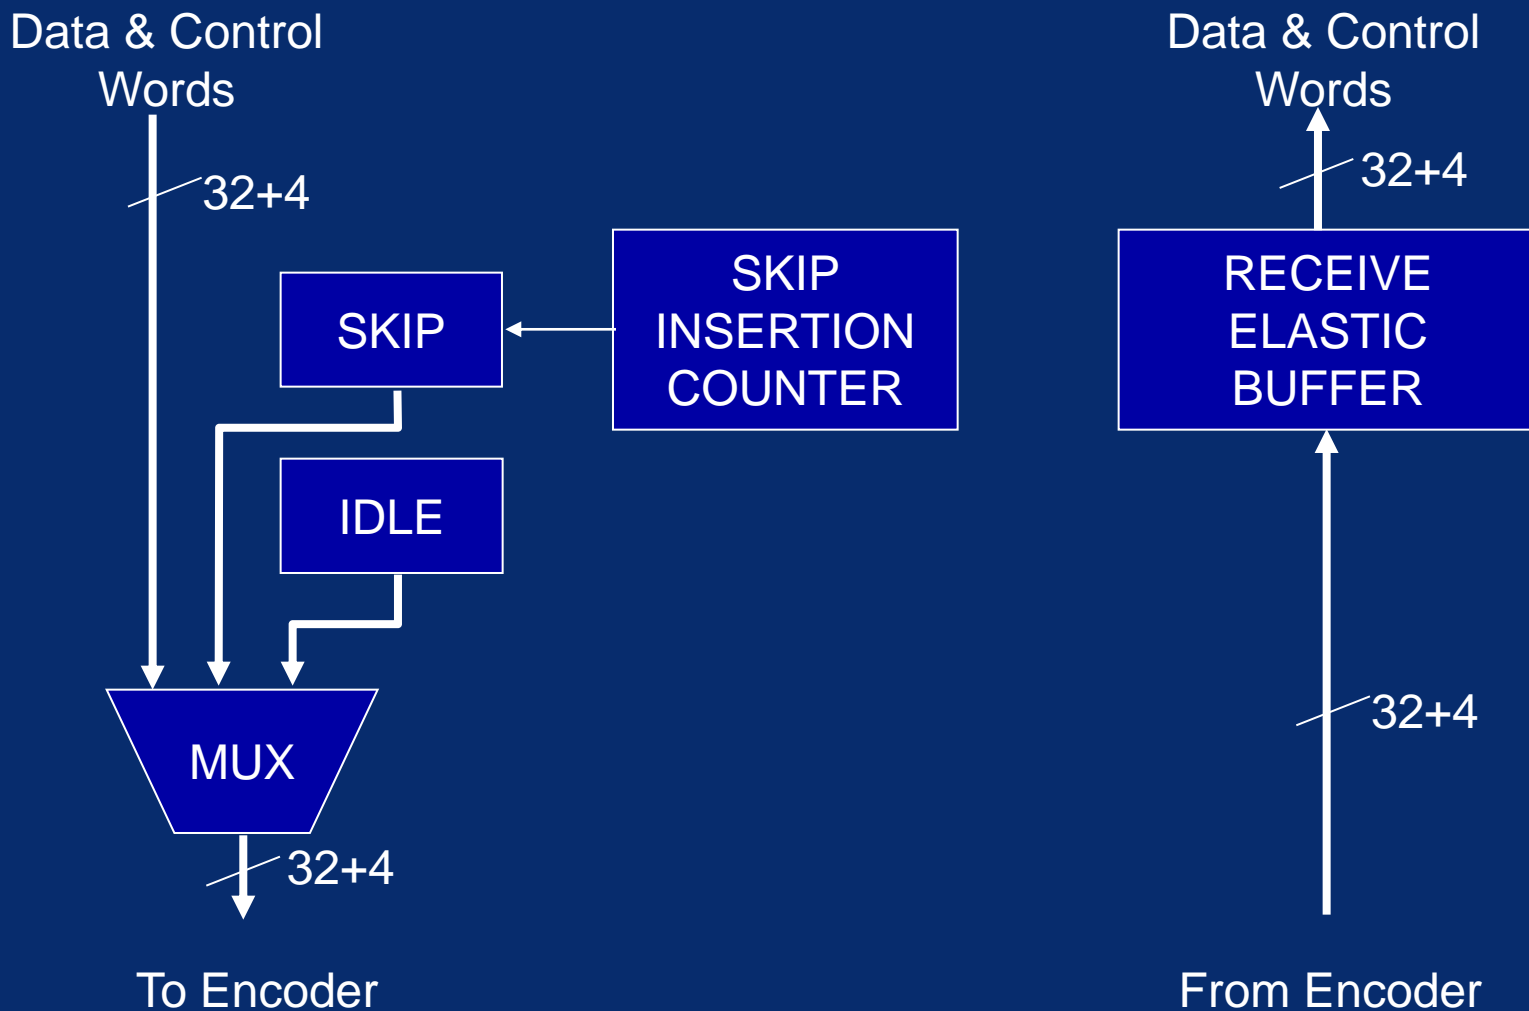 Data & Control
Words
32+4
SKIP
SKIP
INSERTION
COUNTER
IDLE
MUX
32+4
To Encoder
Data & Control
Words
32+4
RECEIVE
ELASTIC
BUFFER
32+4
From Encoder